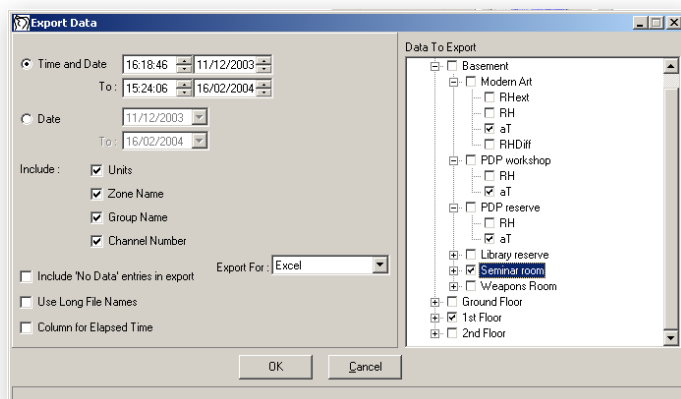 Export Data
Time and Date 16:18:46 11/12/2003
To : 15:24:06 16/02/2004
Date 11/12/2003
To : 16/02/2004
Include : Units
Zone Name
Group Name
Channel Number
Export For : Excel
Include 'No Data' entries in export
Use Long File Names
Column for Elapsed Time
Data To Export
Basement
Modern Art
RHext
RH
aT
RHDiff
PDP workshop
RH
aT
PDP reserve
RH
aT
Library reserve
Seminar room
Weapons Room
Ground Floor
1st Floor
2nd Floor
OK
Cancel